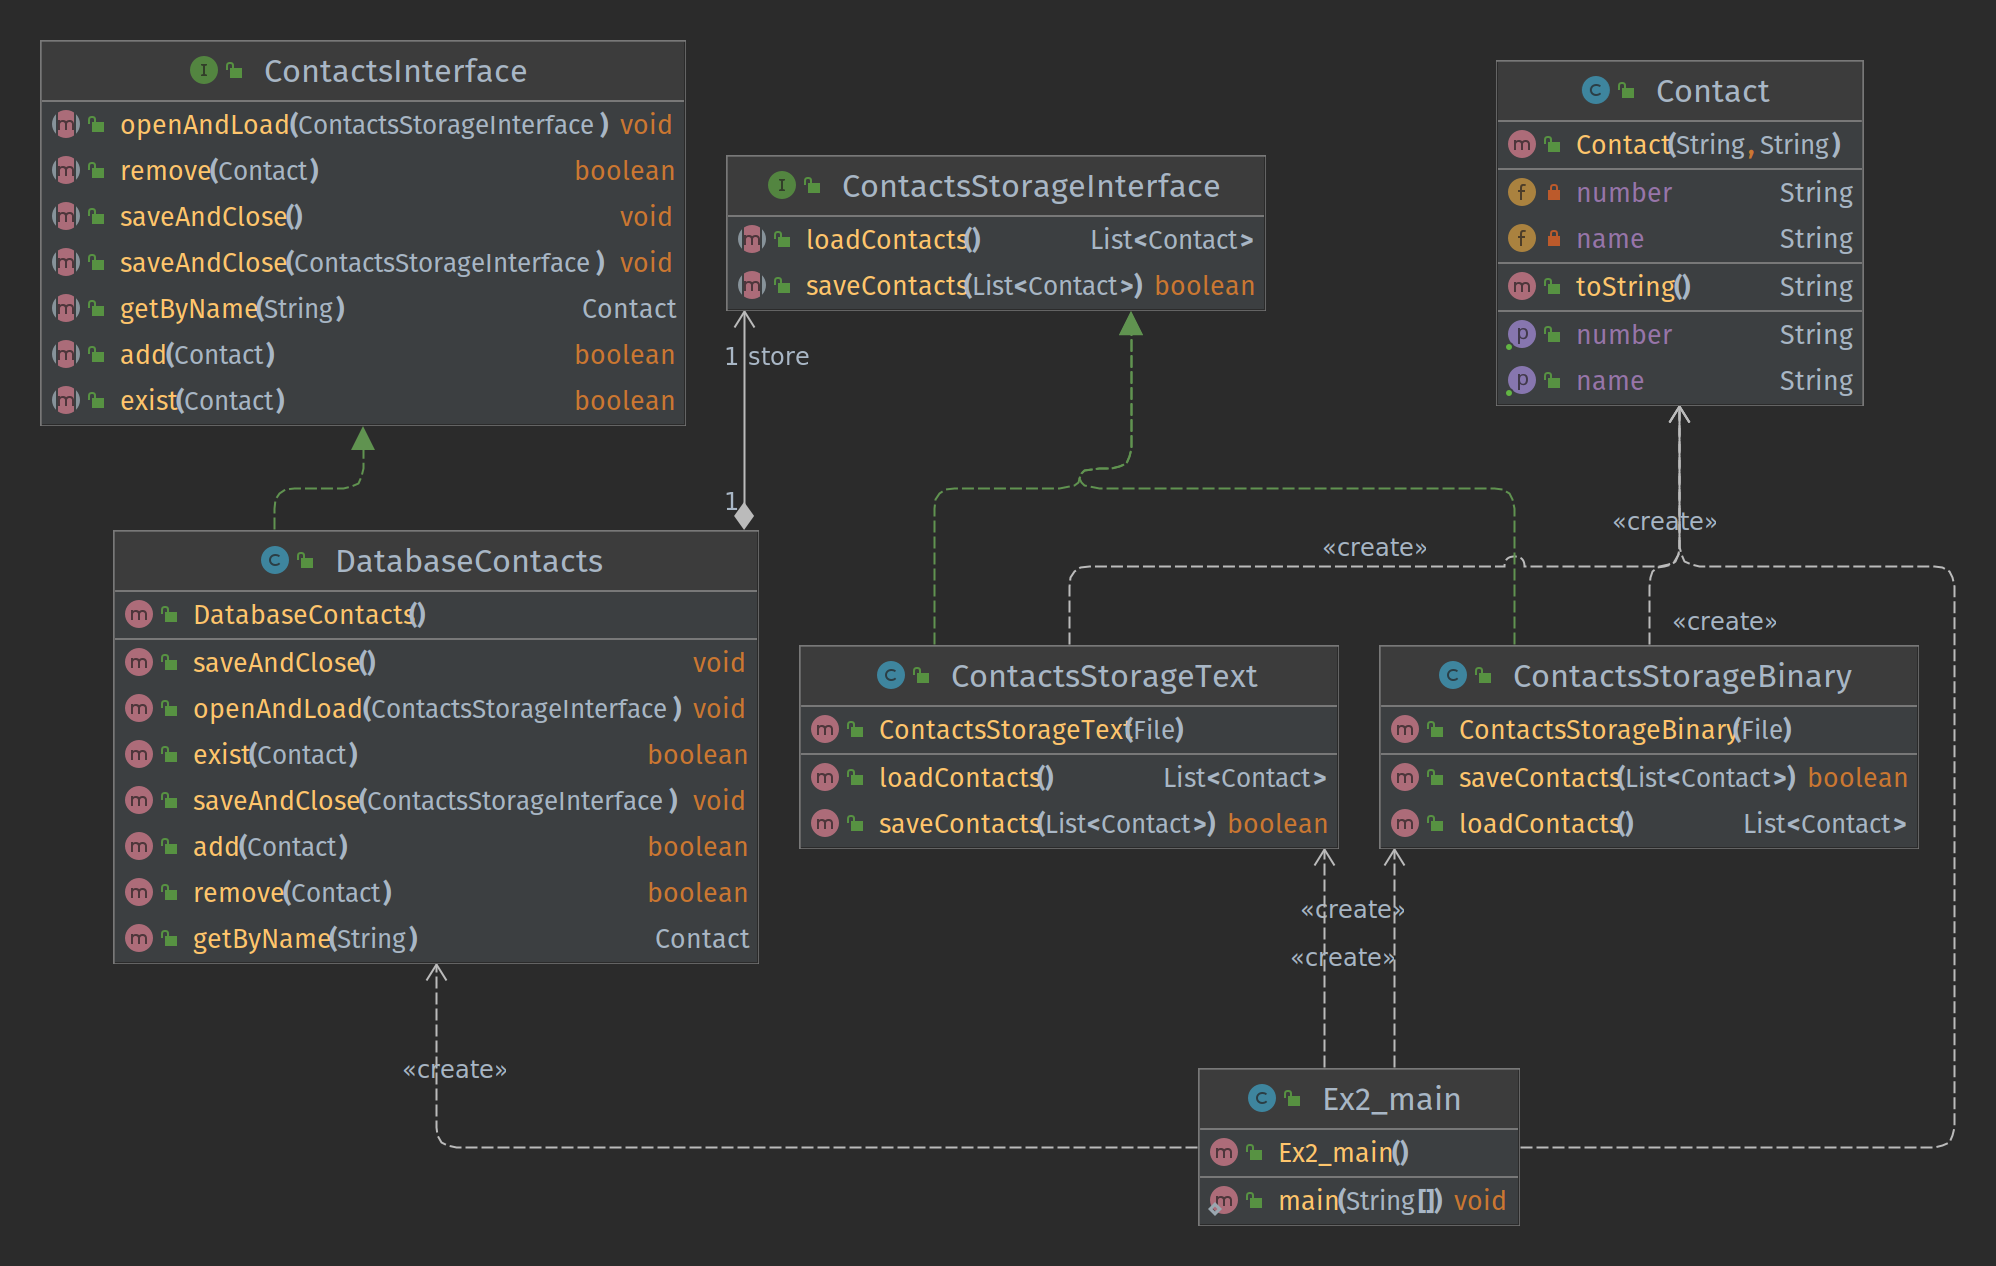 ContactsInterface
openAndLoad(ContactsStorageInterface) void
remove(Contact) boolean
saveAndClose() void
saveAndClose(ContactsStorageInterface) void
getByName(String) Contact
add(Contact) boolean
exist(Contact) boolean
ContactsStorageInterface
loadContacts() List<Contact>
saveContacts(List<Contact>) boolean
Contact
Contact(String, String)
number String
name String
toString() String
number String
name String
1 store
1
«create»
«create»
«create»
DatabaseContacts
DatabaseContacts()
saveAndClose() void
openAndLoad(ContactsStorageInterface) void
exist(Contact) boolean
saveAndClose(ContactsStorageInterface) void
add(Contact) boolean
remove(Contact) boolean
getByName(String) Contact
ContactsStorageText
ContactsStorageText(File)
loadContacts() List<Contact>
saveContacts(List<Contact>) boolean
ContactsStorageBinary
ContactsStorageBinary(File)
saveContacts(List<Contact>) boolean
loadContacts() List<Contact>
«create»
«create»
«create»
Ex2_main
Ex2_main()
main(String[]) void